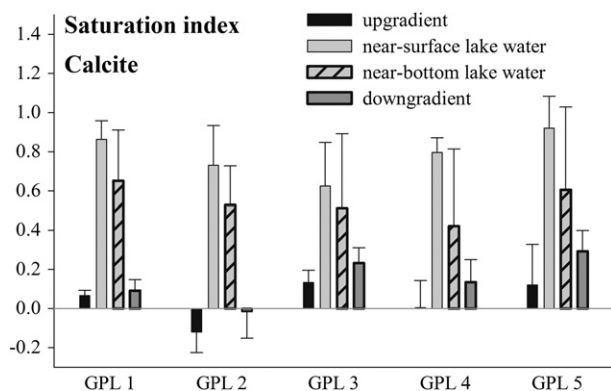 Saturation index
Calcite
upgradient
near-surface lake water
near-bottom lake water
downgradient
1.4
1.2
1.0
0.8
0.6
0.4
0.2
0.0
-0.2
GPL 1 GPL 2 GPL 3 GPL 4 GPL 5